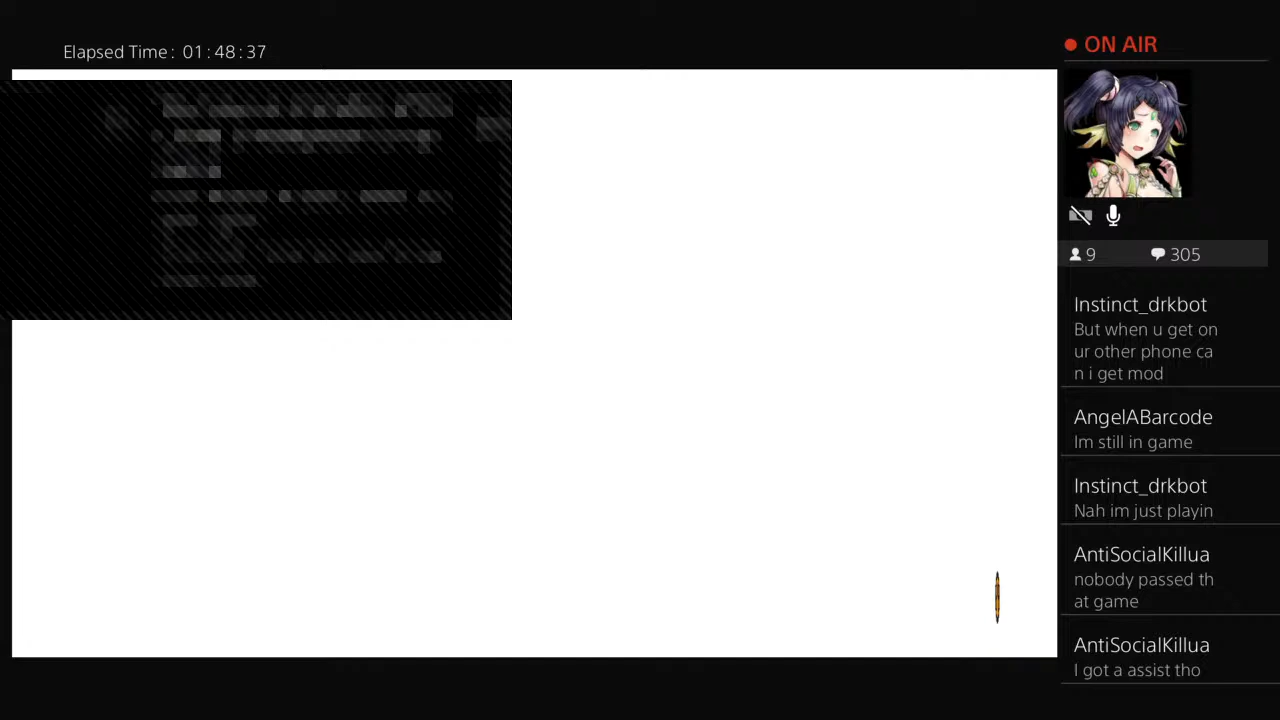 Elapsed Time: 01:48:37
ON AIR
9
305
Instinct_drkbot
But when u get on
ur other phone ca
n i get mod
AngelABarcode
Im still in game
Instinct_drkbot
Nah im just playin
AntiSocialKillua
nobody passed th
at game
AntiSocialKillua
I got a assist tho